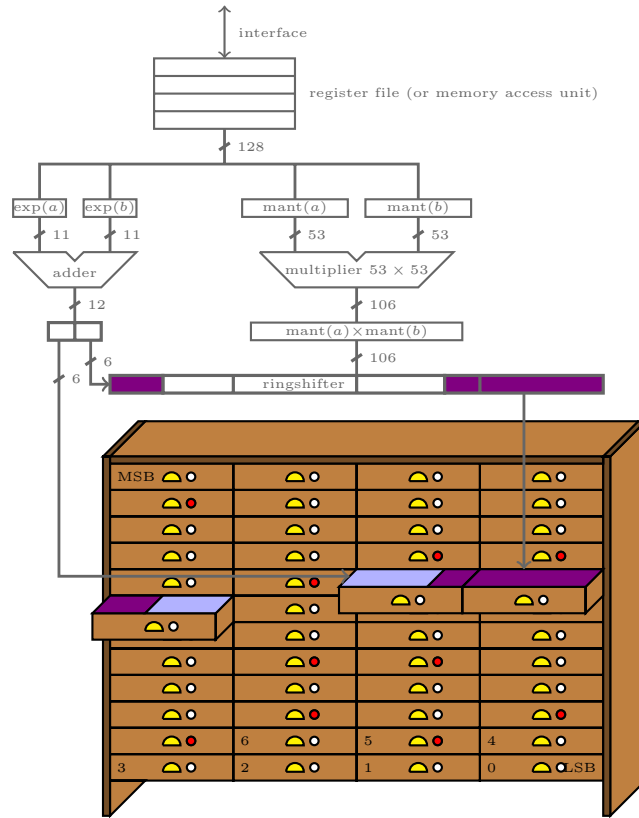 interface
register file (or memory access unit)
128
exp(a) exp(b) mant(a) mant(b)
11 11 53 53
adder multiplier 53 × 53
12 106
mant(a)×mant(b)
6 6 106
ringshifter
MSB
6 5 4
3 2 1 0 LSB